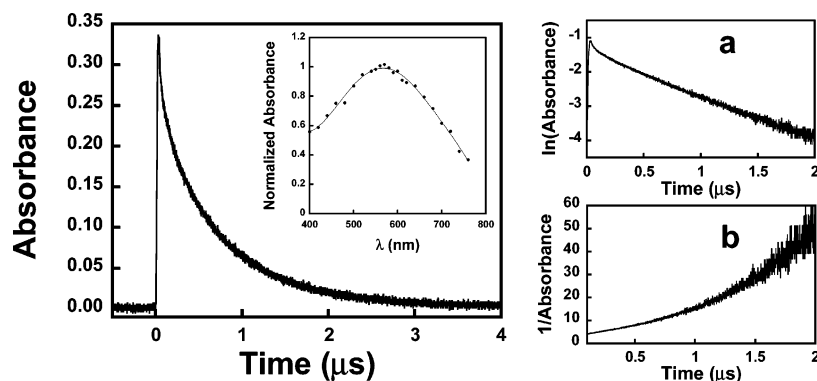 Absorbance
0.35
0.30
0.25
0.20
0.15
0.10
0.05
0.00
0 1 2 3 4
Time (μs)
Normalized Absorbance
1.2
1
0.8
0.6
0.4
0.2
0
400 500 600 700 800
λ (nm)
a
ln(Absorbance)
-1
-2
-3
-4
0 0.5 1 1.5 2
Time (μs)
b
1/Absorbance
60
50
40
30
20
10
0
0.5 1 1.5 2
Time (μs)